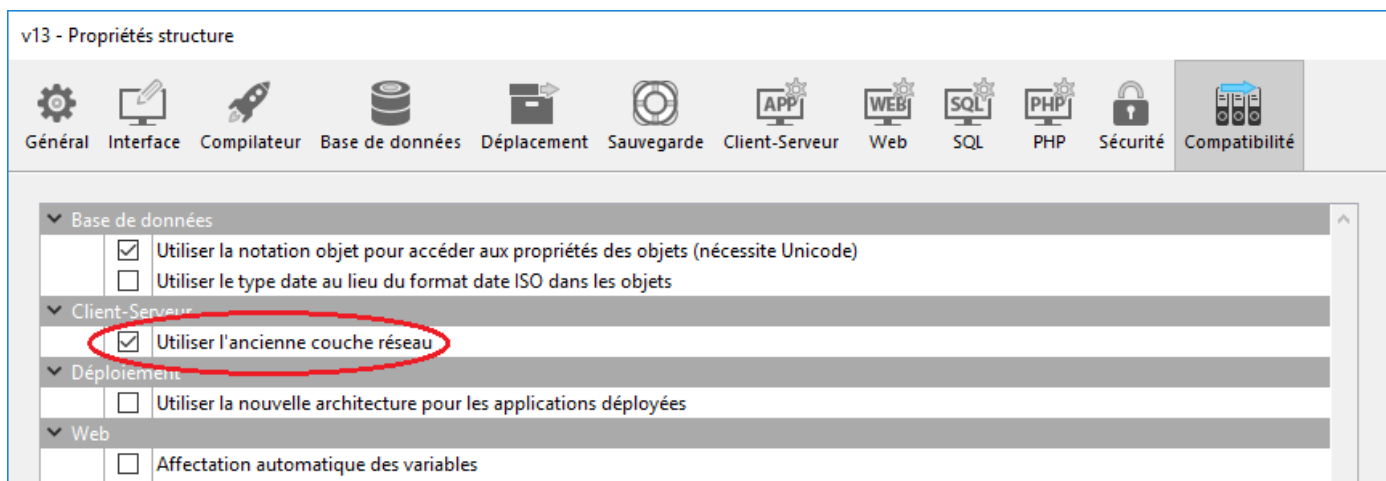 v13 - Propriétés structure
APP WEB SQL PHP
Général Interface Compilateur Base de données Déplacement Sauvegarde Client-Serveur Web SQL PHP Sécurité Compatibilité
Base de données
Utiliser la notation objet pour accéder aux propriétés des objets (nécessite Unicode)
Utiliser le type date au lieu du format date ISO dans les objets
Client-Serveur
Utiliser l'ancienne couche réseau
Déploiement
Utiliser la nouvelle architecture pour les applications déployées
Web
Affectation automatique des variables